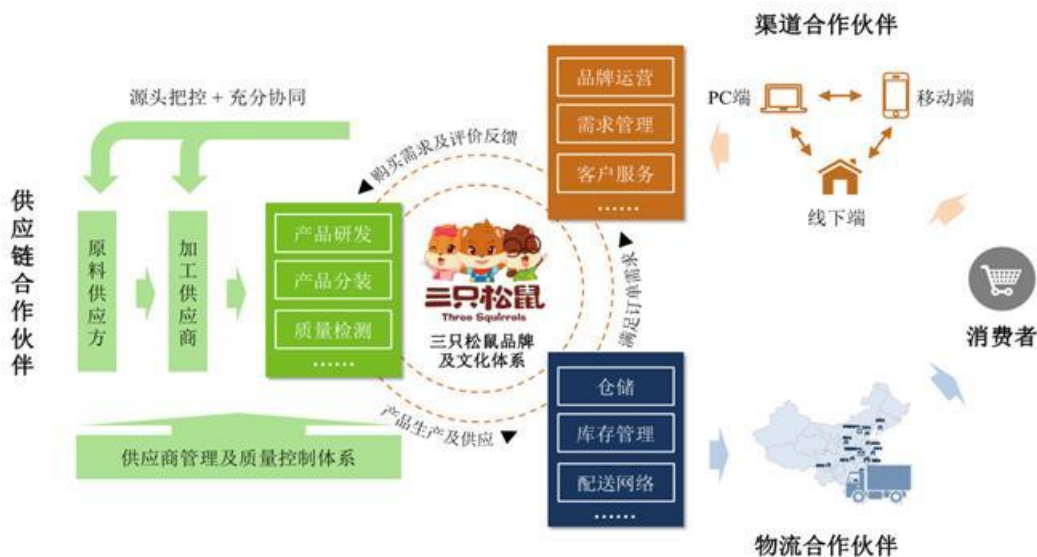 渠道合作伙伴
源头把控 + 充分协同
供应链合作伙伴
原料供应方
加工供应商
产品研发
产品分装
质量检测
……
供应商管理及质量控制体系
购买需求及评价反馈
三只松鼠
Three Squirrels
三只松鼠品牌
及文化体系
满足订单需求
产品生产及供应
品牌运营
需求管理
客户服务
……
PC端
移动端
线下端
消费者
仓储
库存管理
配送网络
……
物流合作伙伴